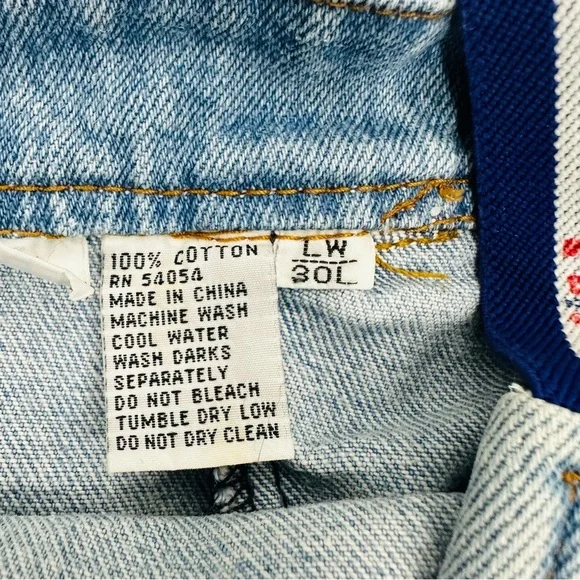 100% COTTON
RN 54054
MADE IN CHINA
MACHINE WASH
COOL WATER
WASH DARKS
SEPARATELY
DO NOT BLEACH
TUMBLE DRY LOW
DO NOT DRY CLEAN
LW
30L